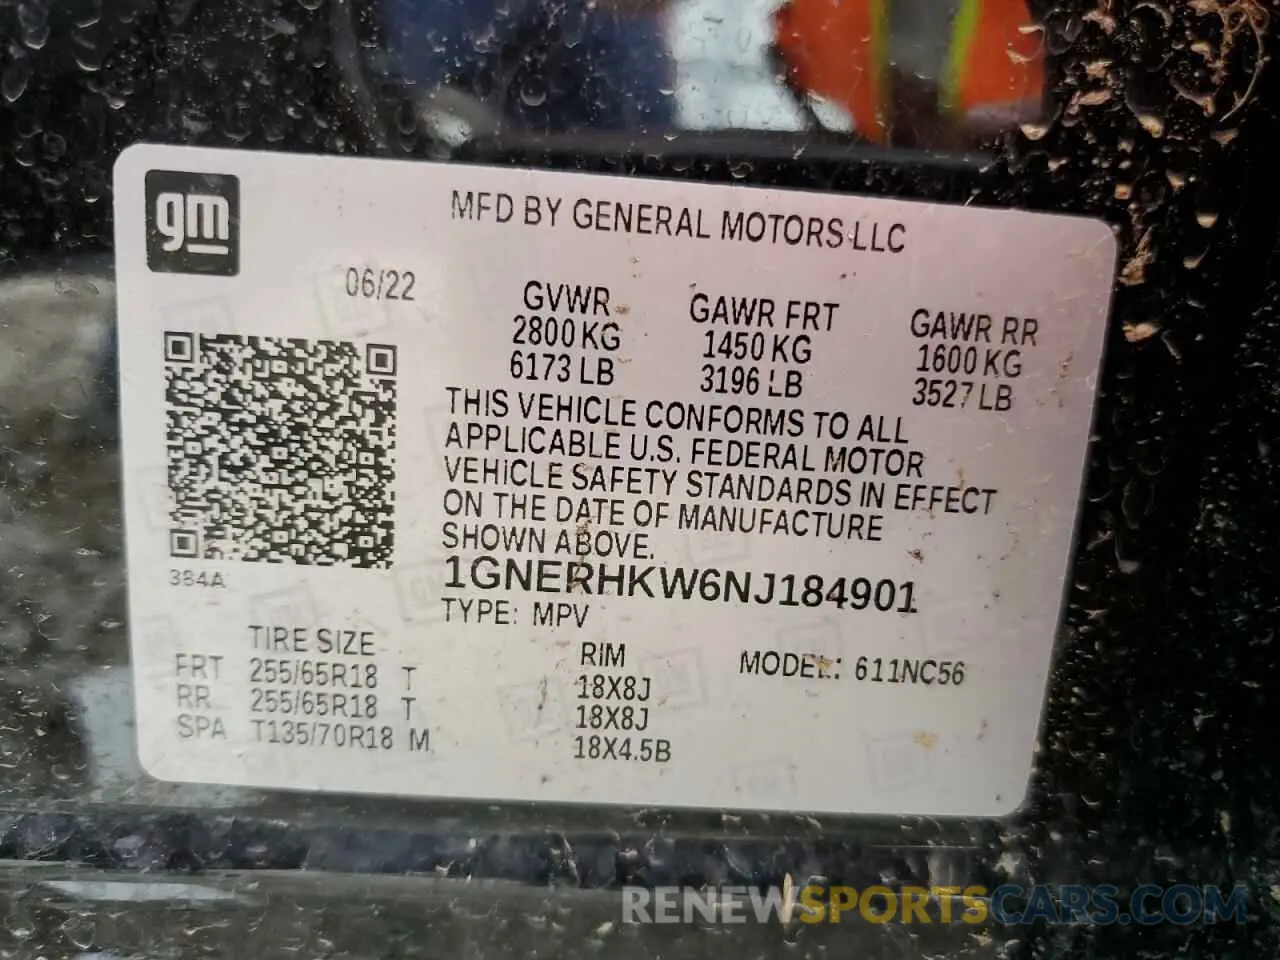 gm
MFD BY GENERAL MOTORS LLC
06/22
GVWR GAWR FRT GAWR RR
2800 KG 1450 KG 1600 KG
6173 LB 3196 LB 3527 LB
THIS VEHICLE CONFORMS TO ALL
APPLICABLE U.S. FEDERAL MOTOR
VEHICLE SAFETY STANDARDS IN EFFECT
ON THE DATE OF MANUFACTURE
SHOWN ABOVE.
384A
1GNERHKW6NJ184901
TYPE: MPV
TIRE SIZE RIM MODEL: 611NC56
FRT 255/65R18 T 18X8J
RR 255/65R18 T 18X8J
SPA T135/70R18 M 18X4.5B
RENEWSPORTSCARS.COM